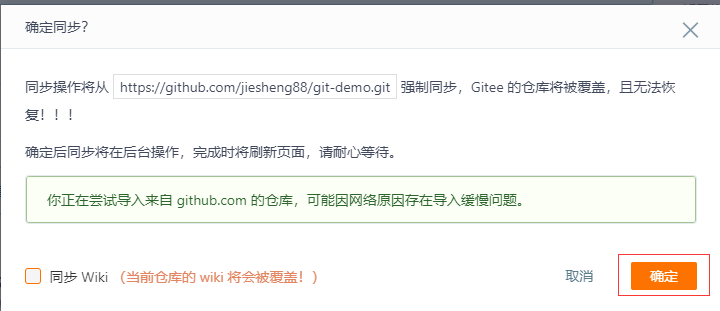 确定同步？
同步操作将从 https://github.com/jiesheng88/git-demo.git 强制同步，Gitee 的仓库将被覆盖，且无法恢
复！！！
确定后同步将在后台操作，完成时将刷新页面，请耐心等待。
你正在尝试导入来自 github.com 的仓库，可能因网络原因存在导入缓慢问题。
同步 Wiki （当前仓库的 wiki 将会被覆盖！） 取消 确定